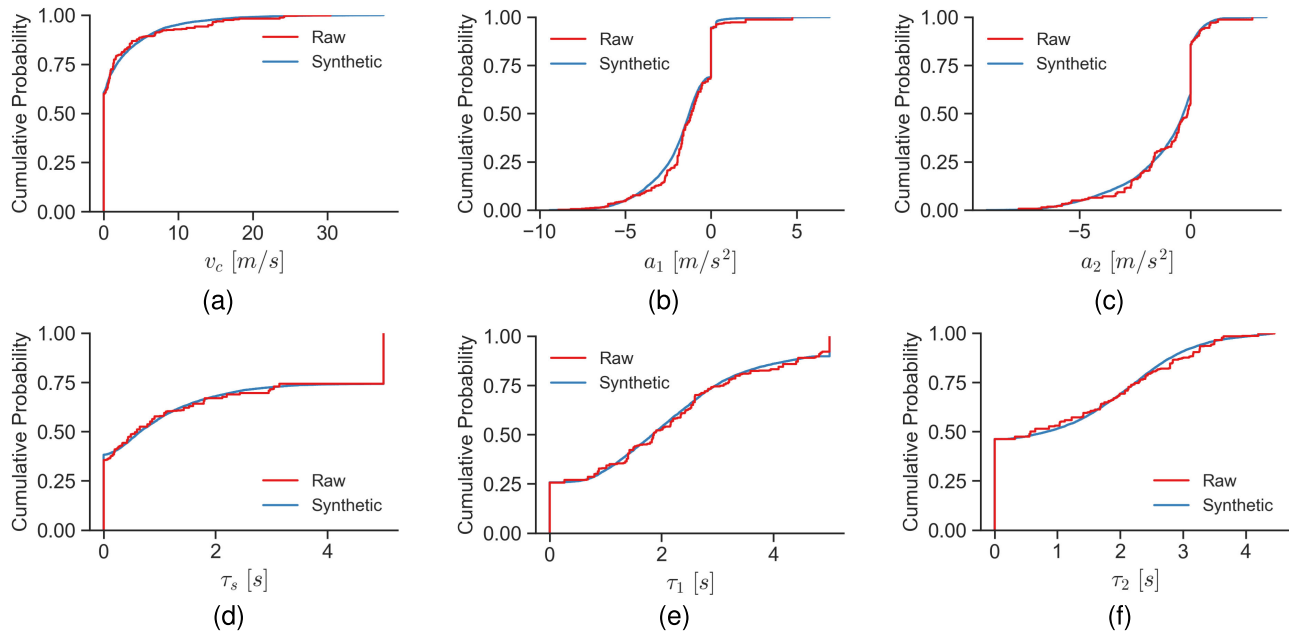 Cumulative Probability
1.00
0.75
0.50
0.25
0.00
Raw
Synthetic
0 10 20 30
v_c [m/s]
(a)
Cumulative Probability
1.00
0.75
0.50
0.25
0.00
Raw
Synthetic
−10 −5 0 5
a_1 [m/s^2]
(b)
Cumulative Probability
1.00
0.75
0.50
0.25
0.00
Raw
Synthetic
−5 0
a_2 [m/s^2]
(c)
Cumulative Probability
1.00
0.75
0.50
0.25
0.00
Raw
Synthetic
0 2 4
τ_s [s]
(d)
Cumulative Probability
1.00
0.75
0.50
0.25
0.00
Raw
Synthetic
0 2 4
τ_1 [s]
(e)
Cumulative Probability
1.00
0.75
0.50
0.25
0.00
Raw
Synthetic
0 1 2 3 4
τ_2 [s]
(f)